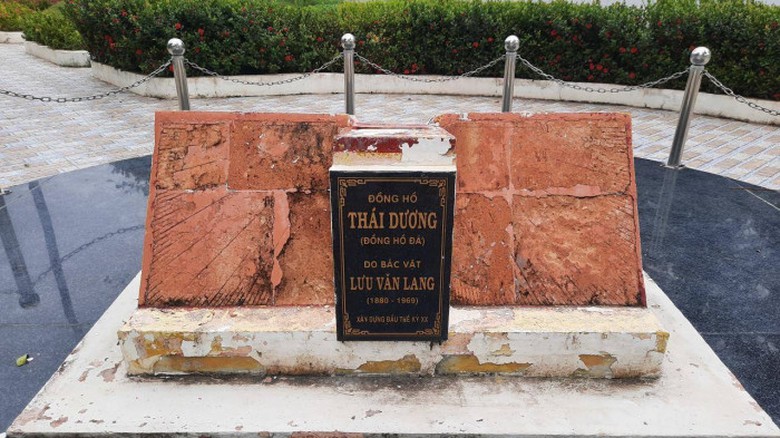 ĐỒNG HỒ
THÁI DƯƠNG
(ĐỒNG HỒ ĐÁ)
DO BÁC VẬT
LƯU VĂN LANG
(1880 - 1969)
XÂY DỰNG ĐẦU THẾ KỶ XX